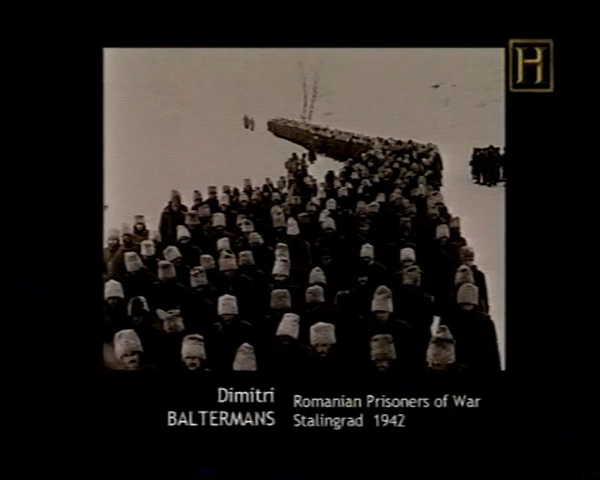 H
Dimitri
BALTERMANS
Romanian Prisoners of War
Stalingrad 1942